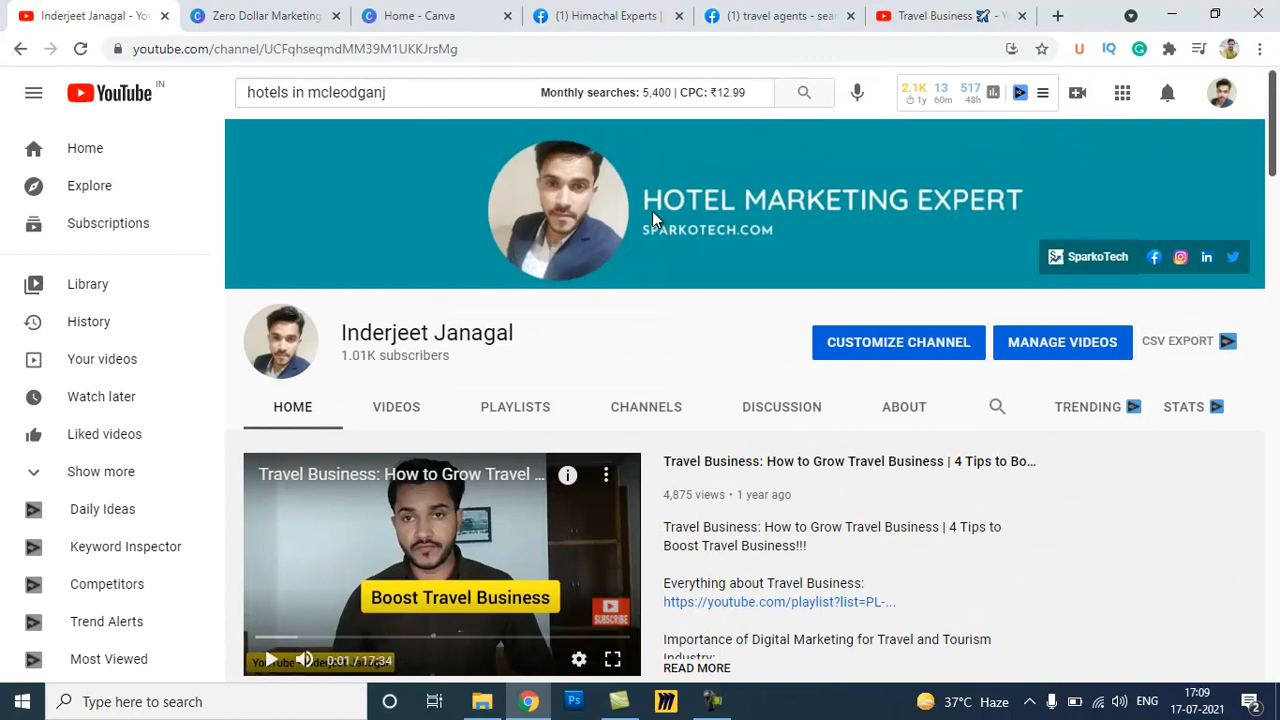 Inderjeet Janagal - You
Zero Dollar Marketing
Home - Canva
(1) Himachal Experts |
(1) travel agents - sear
Travel Business
youtube.com/channel/UCFqhseqmdMM39M1UKKJrsMg
YouTube IN
hotels in mcleodganj Monthly searches: 5,400 | CPC: ₹12.99
2.1K 13 517
1y 60m 48h
HOTEL MARKETING EXPERT
SPARKOTECH.COM
SparkoTech
Home
Explore
Subscriptions
Library
History
Your videos
Watch later
Liked videos
Show more
Daily Ideas
Keyword Inspector
Competitors
Trend Alerts
Most Viewed
Inderjeet Janagal
1.01K subscribers
CUSTOMIZE CHANNEL
MANAGE VIDEOS
CSV EXPORT
HOME
VIDEOS
PLAYLISTS
CHANNELS
DISCUSSION
ABOUT
TRENDING
STATS
Travel Business: How to Grow Travel ...
Boost Travel Business
SUBSCRIBE
YouTube - Inderjeet Janagal
0:01 / 17:34
Travel Business: How to Grow Travel Business | 4 Tips to Bo...
4,875 views • 1 year ago
Travel Business: How to Grow Travel Business | 4 Tips to
Boost Travel Business!!!
Everything about Travel Business:
https://youtube.com/playlist?list=PL-...
Importance of Digital Marketing for Travel and Tourism
Industry:
READ MORE
Type here to search
37°C Haze
ENG
17:09
17-07-2021
2